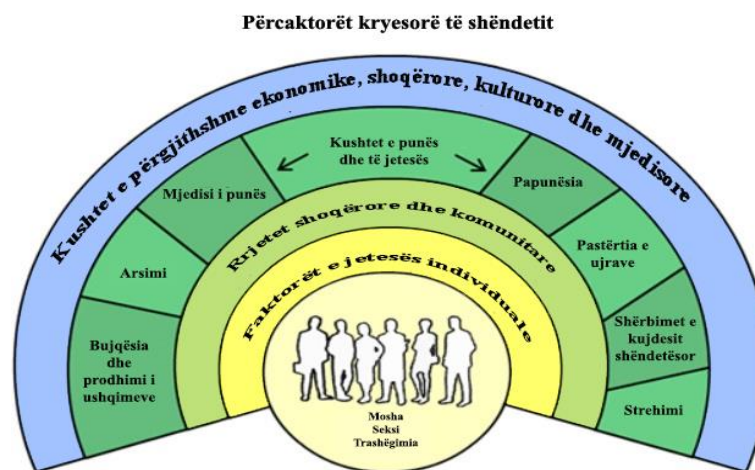 Përcaktorët kryesorë të shëndetit
Kushtet e përgjithshme ekonomike, shoqërore, kulturore dhe mjedisore
Kushtet e punës
dhe të jetesës
Mjedisi i punës
Papunësia
Arsimi
Pastërtia e
ujrave
Bujqësia
dhe
prodhimi i
ushqimeve
Shërbimet e
kujdesit
shëndetësor
Strehimi
Rrjetet shoqërore dhe komunitare
Faktorët e jetesës individuale
Mosha
Seksi
Trashëgimia